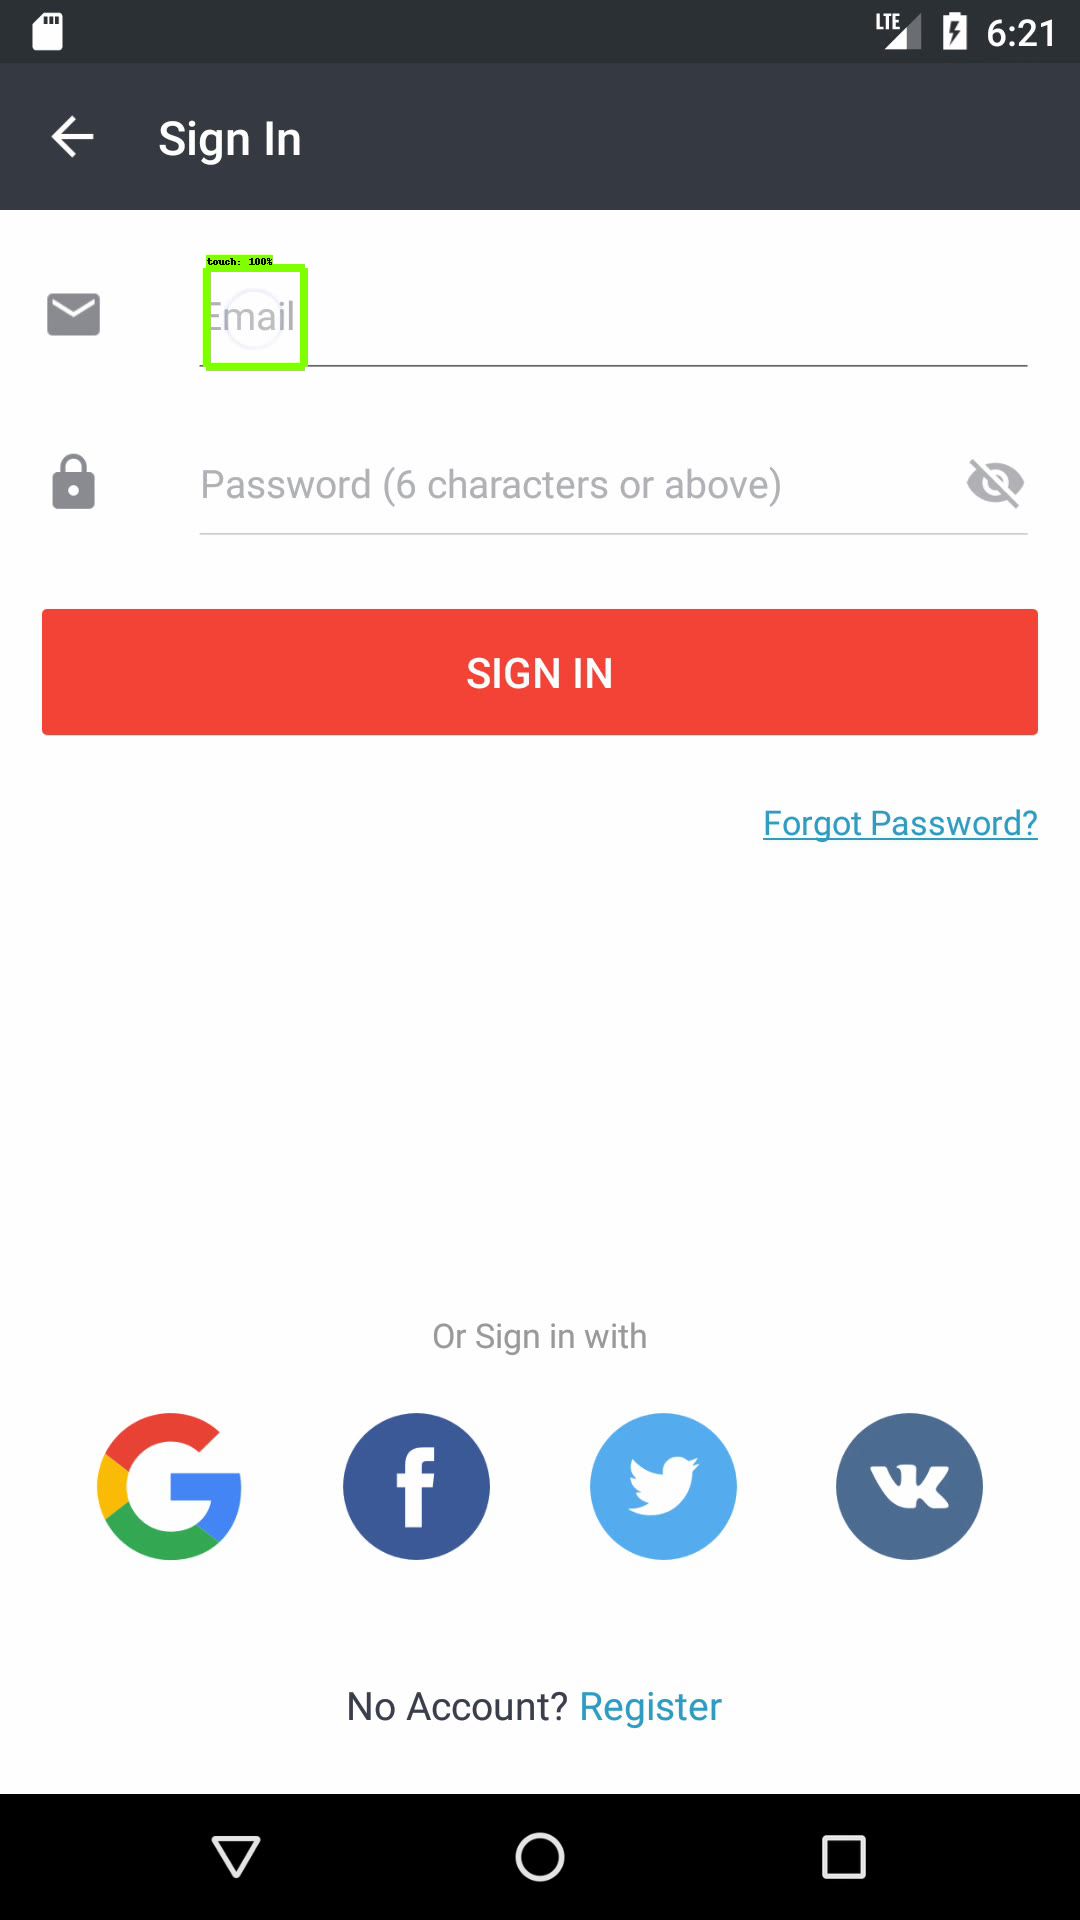 LTE 6:21
Sign In
touch: 100%
Email
Password (6 characters or above)
SIGN IN
Forgot Password?
Or Sign in with
No Account? Register